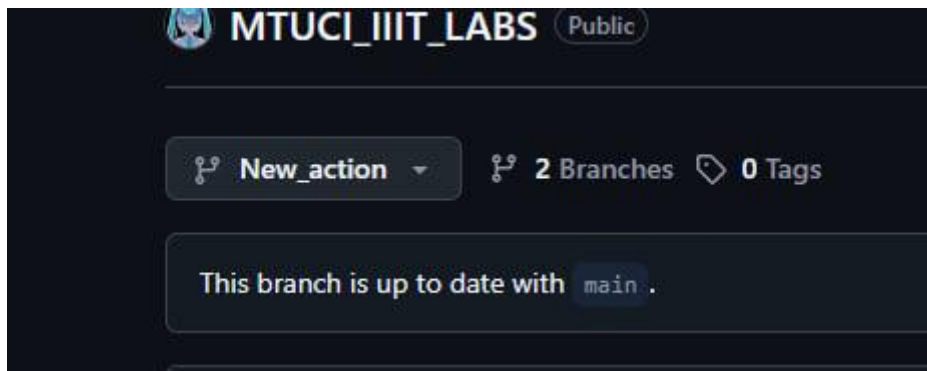 MTUCI_IIIT_LABS Public
New_action 2 Branches 0 Tags
This branch is up to date with main.